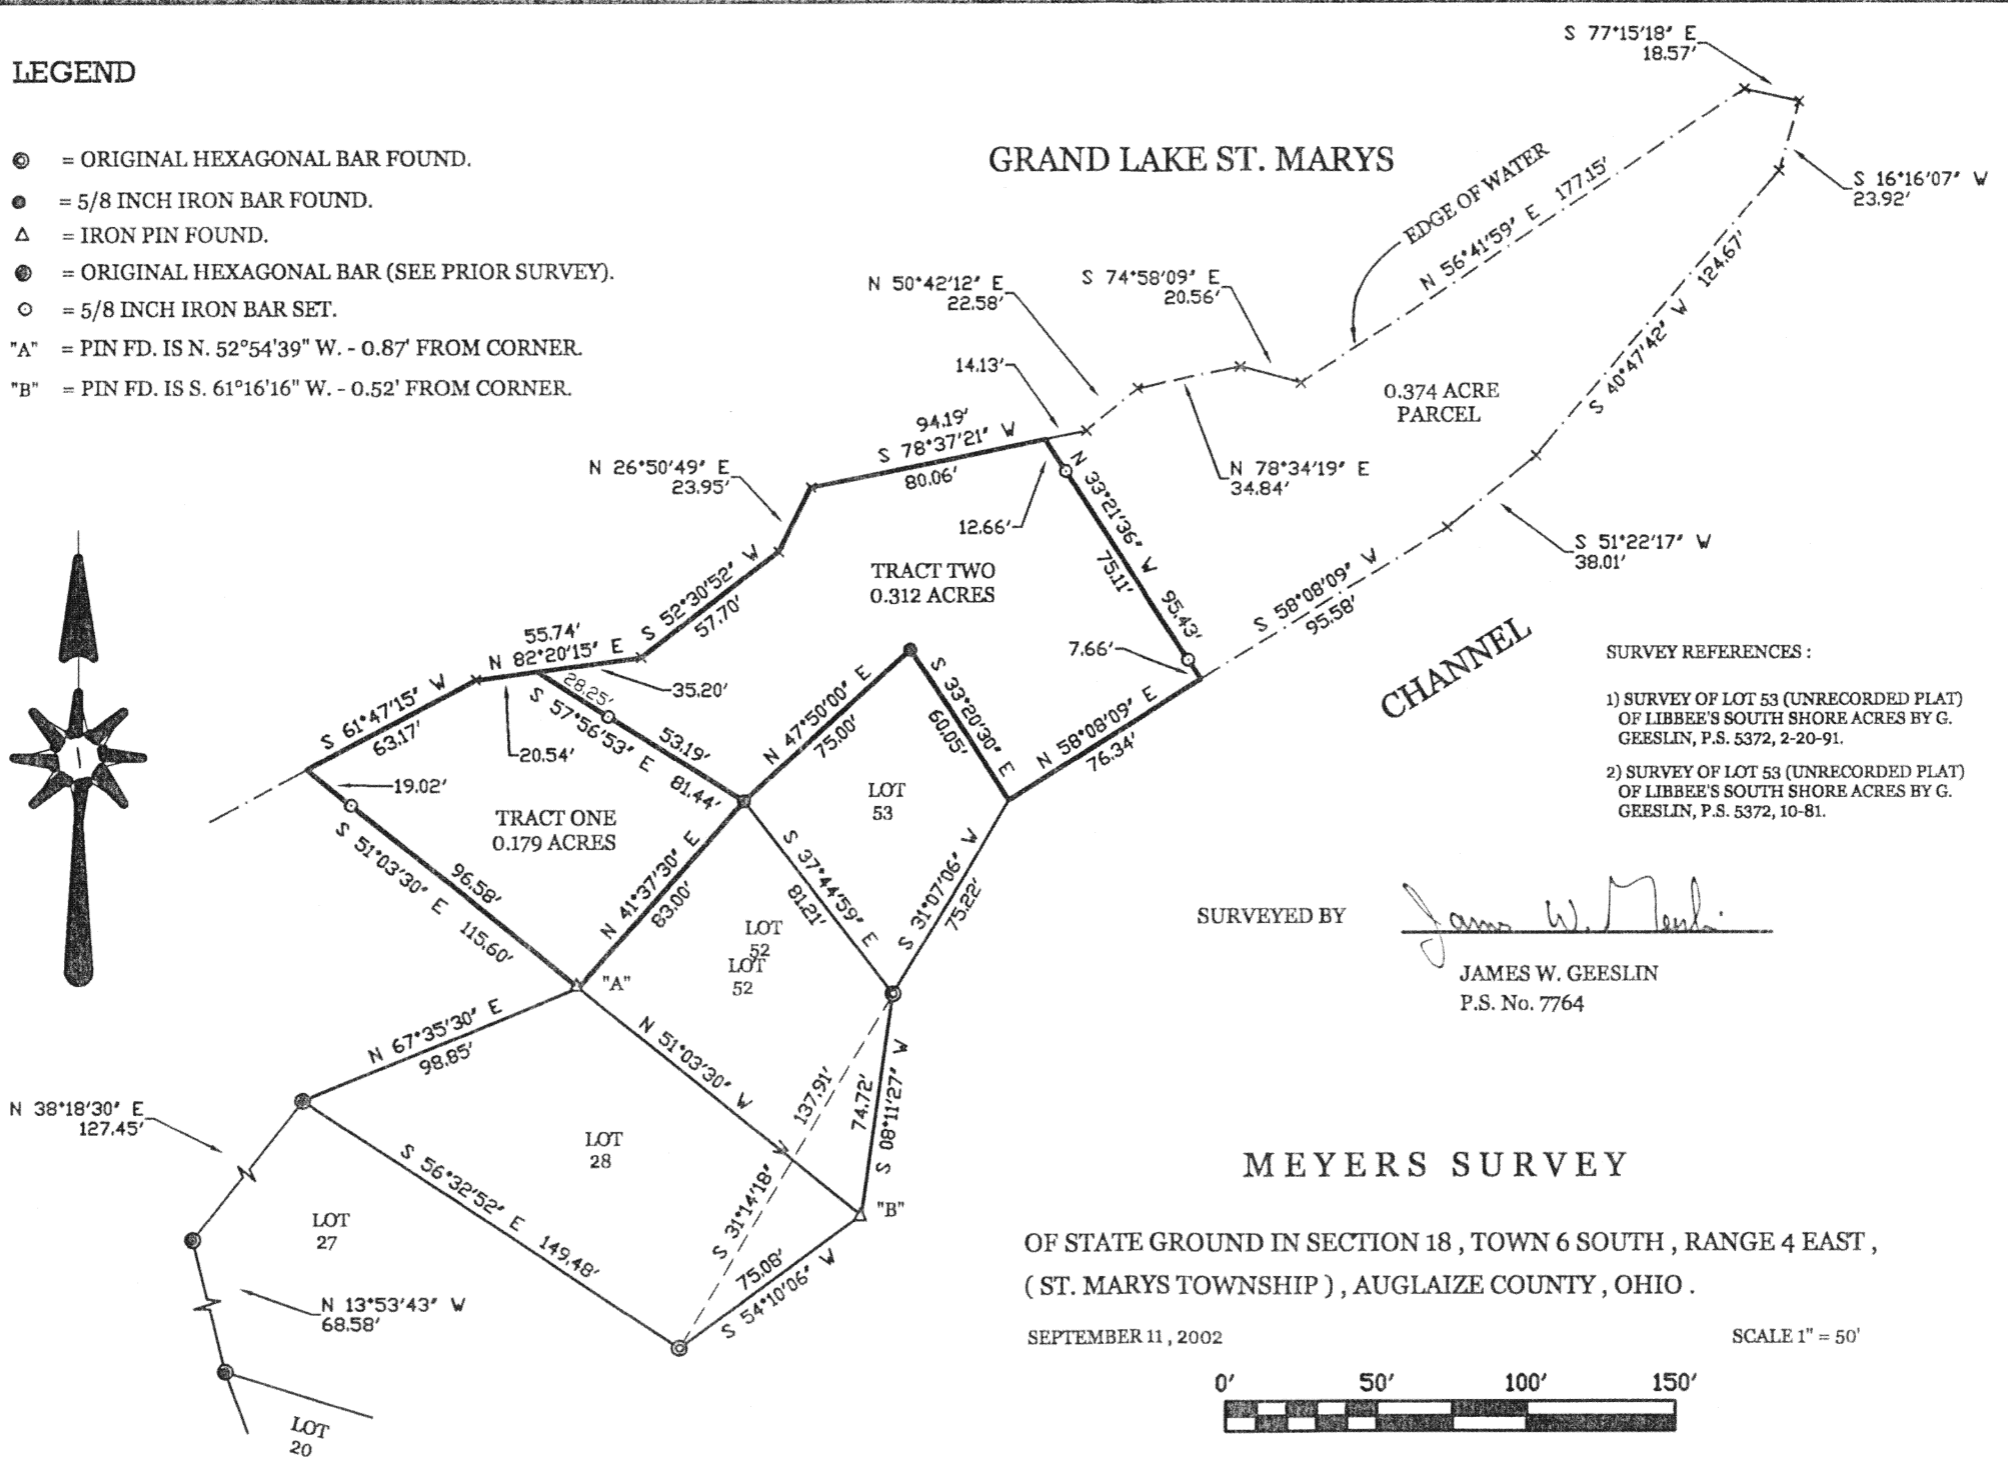 LEGEND
= ORIGINAL HEXAGONAL BAR FOUND.
= 5/8 INCH IRON BAR FOUND.
= IRON PIN FOUND.
= ORIGINAL HEXAGONAL BAR (SEE PRIOR SURVEY).
= 5/8 INCH IRON BAR SET.
"A" = PIN FD. IS N. 52°54'39" W. - 0.87' FROM CORNER.
"B" = PIN FD. IS S. 61°16'16" W. - 0.52' FROM CORNER.
GRAND LAKE ST. MARYS
S 77°15'18" E
18.57'
S 16°16'07" W
23.92'
EDGE OF WATER
N 56°41'59" E 177.15'
S 40°47'42" W 124.67'
N 50°42'12" E
22.58'
S 74°58'09" E
20.56'
14.13'
0.374 ACRE
PARCEL
94.19'
S 78°37'21" W
80.06'
N 78°34'19" E
34.84'
N 26°50'49" E
23.95'
12.66'
N 33°21'36" W 95.43'
75.11'
S 51°22'17" W
38.01'
S 58°08'09" W
95.58'
TRACT TWO
0.312 ACRES
S 52°30'52" W
57.70'
55.74'
N 82°20'15" E
35.20'
7.66'
CHANNEL
S 61°47'15" W
63.17'
28.25'
S 57°56'53" E 81.44'
53.19'
20.54'
N 47°50'00" E
75.00'
S 33°20'30" E
60.05'
N 58°08'09" E
76.34'
SURVEY REFERENCES :
1) SURVEY OF LOT 53 (UNRECORDED PLAT)
OF LIBBEE'S SOUTH SHORE ACRES BY G.
GEESLIN, P.S. 5372, 2-20-91.
2) SURVEY OF LOT 53 (UNRECORDED PLAT)
OF LIBBEE'S SOUTH SHORE ACRES BY G.
GEESLIN, P.S. 5372, 10-81.
19.02'
TRACT ONE
0.179 ACRES
LOT
53
S 51°03'30" E 115.60'
96.58'
N 41°37'30" E
83.00'
S 37°44'59" E
81.21'
S 31°07'06" W
75.22'
LOT
52
LOT
52
"A"
SURVEYED BY
James W. Geeslin
JAMES W. GEESLIN
P.S. No. 7764
N 67°35'30" E
98.85'
N 51°03'30" W
137.91'
S 31°14'18"
74.72'
S 08°11'27" W
N 38°18'30" E
127.45'
LOT
28
S 56°32'52" E 149.48'
"B"
75.08'
S 54°10'06" W
LOT
27
N 13°53'43" W
68.58'
LOT
20
MEYERS SURVEY
OF STATE GROUND IN SECTION 18 , TOWN 6 SOUTH , RANGE 4 EAST ,
( ST. MARYS TOWNSHIP ) , AUGLAIZE COUNTY , OHIO .
SEPTEMBER 11 , 2002
SCALE 1" = 50'
0' 50' 100' 150'